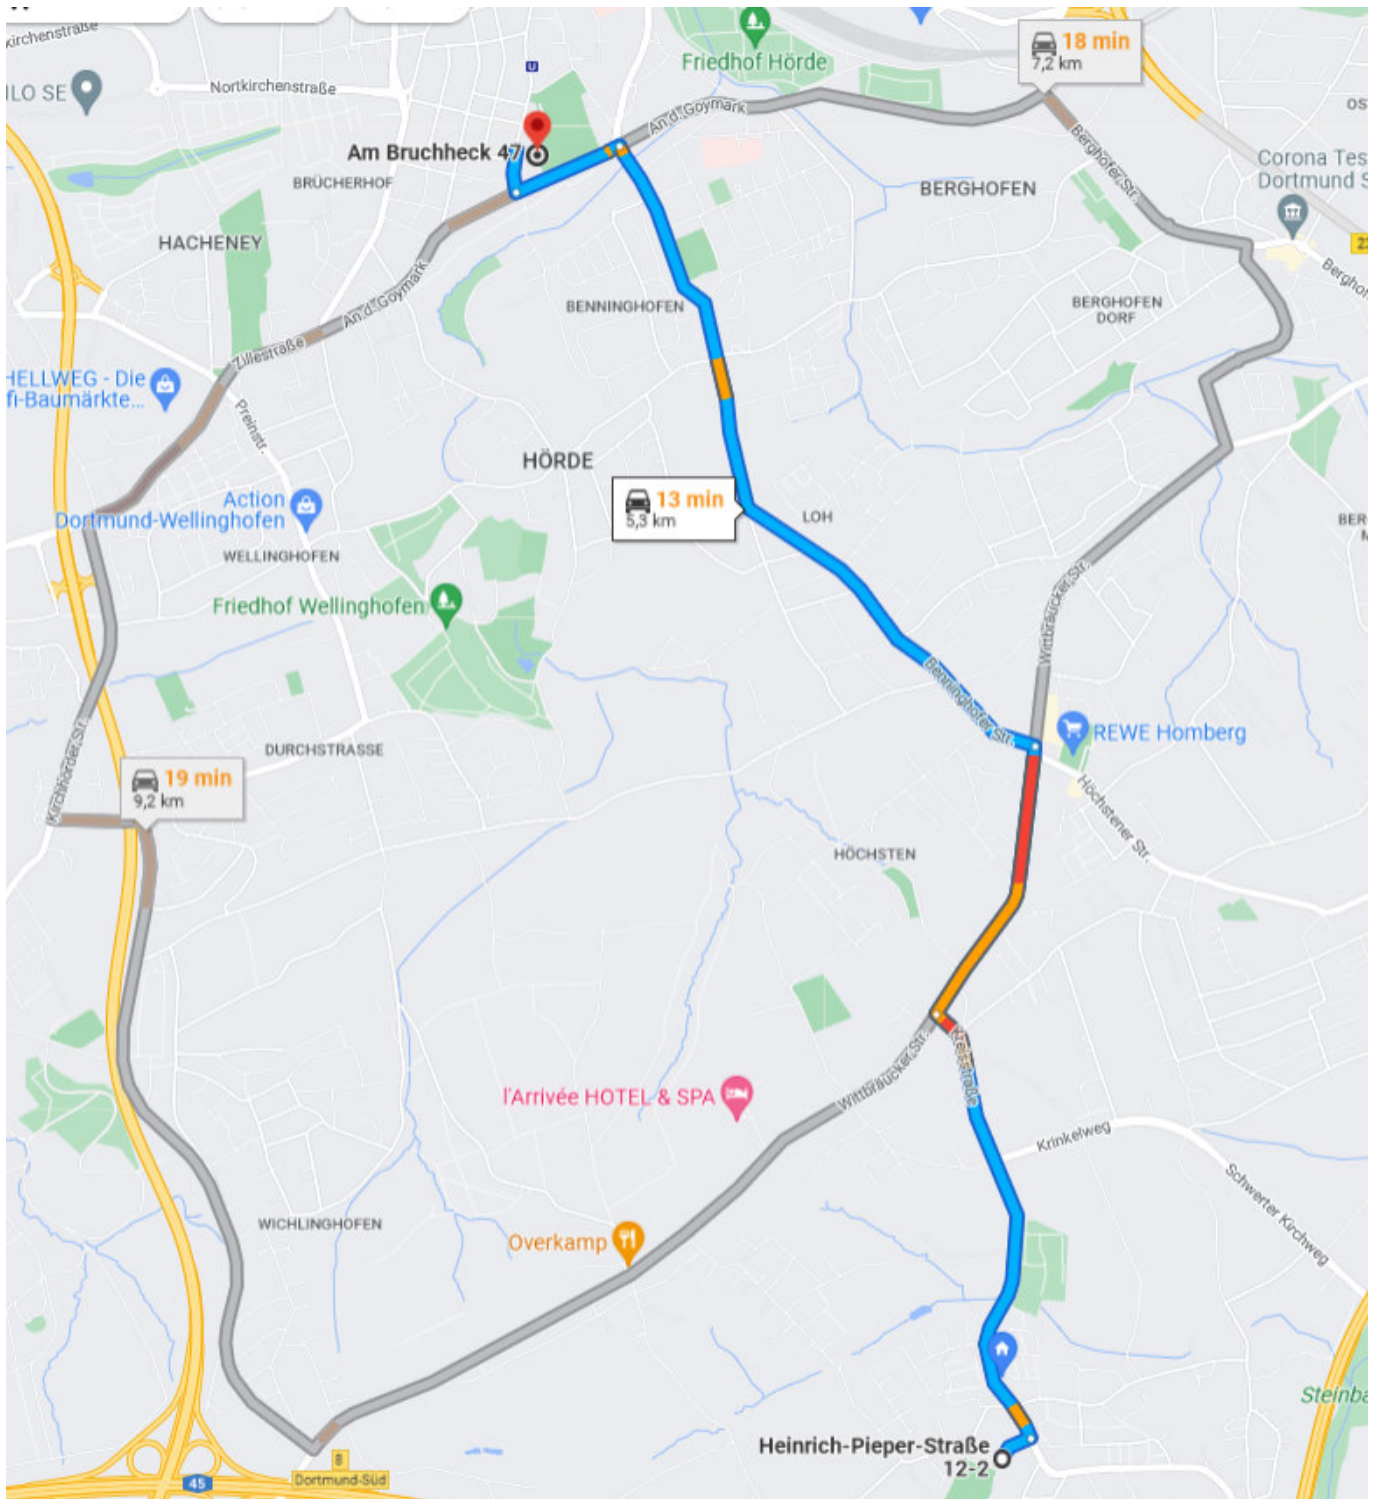 kirchenstraße
ILO SE
Nortkirchenstraße
U
Friedhof Hörde
18 min
7,2 km
An.d.Goymark
Am Bruchheck 47
BRÜCHERHOF
Berghofer Str.
BERGHOFEN
OS
Corona Tes
Dortmund S
HACHENEY
An.d.Goymark
BENNINGHOFEN
BERGHOFEN
DORF
Berghof
Zillestraße
HELLWEG - Die
fi-Baumärkte...
Preinstr.
HÖRDE
13 min
5,3 km
LOH
Action
Dortmund-Wellinghofen
WELLINGHOFEN
BER
Friedhof Wellinghofen
Wittbräucker Str.
Benninghofer Str.
REWE Homberg
Kirchhörder Str.
DURCHSTRASSE
19 min
9,2 km
Höchstener Str.
HÖCHSTEN
Kreisstraße
Wittbräucker Str.
l'Arrivée HOTEL & SPA
Krinkelweg
Schwerter Kirchweg
WICHLINGHOFEN
Overkamp
Steinba
Heinrich-Pieper-Straße
12-2
8
Dortmund-Süd
45